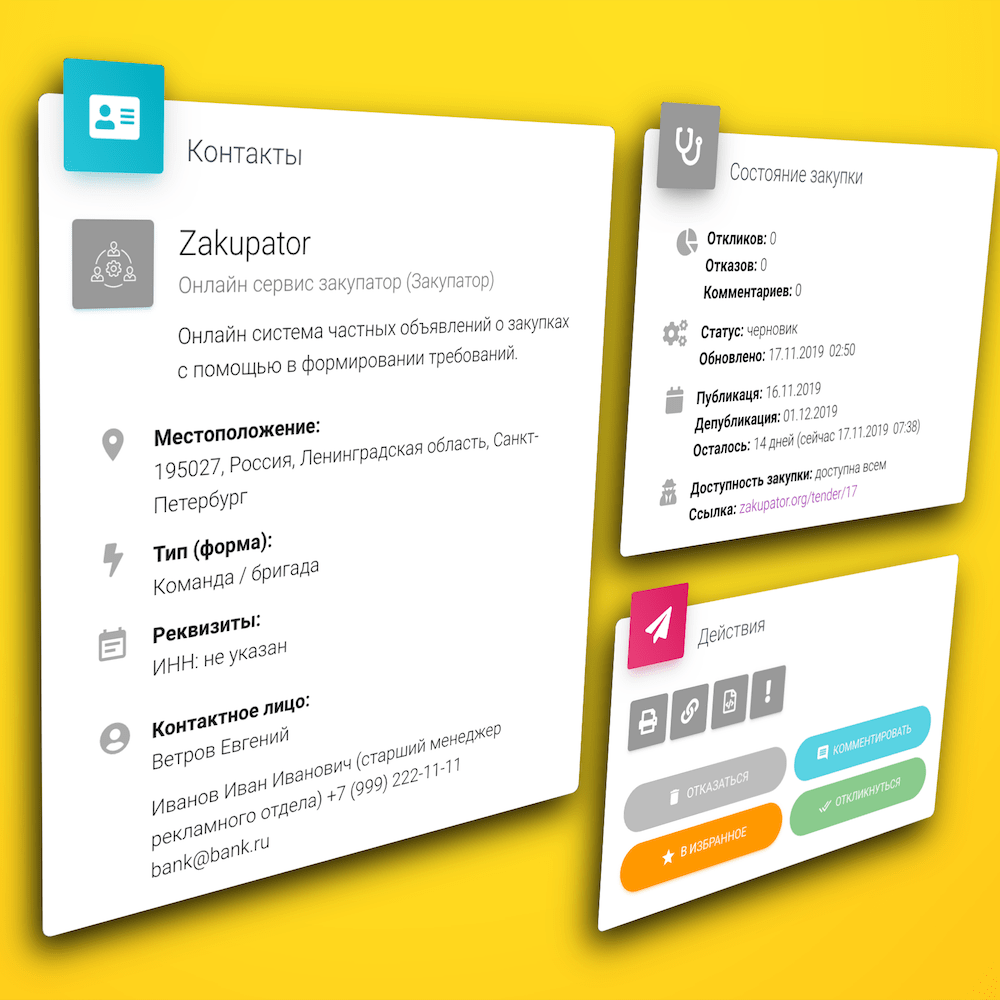 Контакты
Zakupator
Онлайн сервис закупатор (Закупатор)
Онлайн система частных объявлений о закупках
с помощью в формировании требований.
Местоположение:
195027, Россия, Ленинградская область, Санкт-
Петербург
Тип (форма):
Команда / бригада
Реквизиты:
ИНН: не указан
Контактное лицо:
Ветров Евгений
Иванов Иван Иванович (старший менеджер
рекламного отдела) +7 (999) 222-11-11
bank@bank.ru
Состояние закупки
Откликов: 0
Отказов: 0
Комментариев: 0
Статус: черновик
Обновлено: 17.11.2019 02:50
Публикаця: 16.11.2019
Депубликация: 01.12.2019
Осталось: 14 дней (сейчас 17.11.2019 07:38)
Доступность закупки: доступна всем
Ссылка: zakupator.org/tender/17
Действия
ОТКАЗАТЬСЯ
КОММЕНТИРОВАТЬ
В ИЗБРАННОЕ
ОТКЛИКНУТЬСЯ